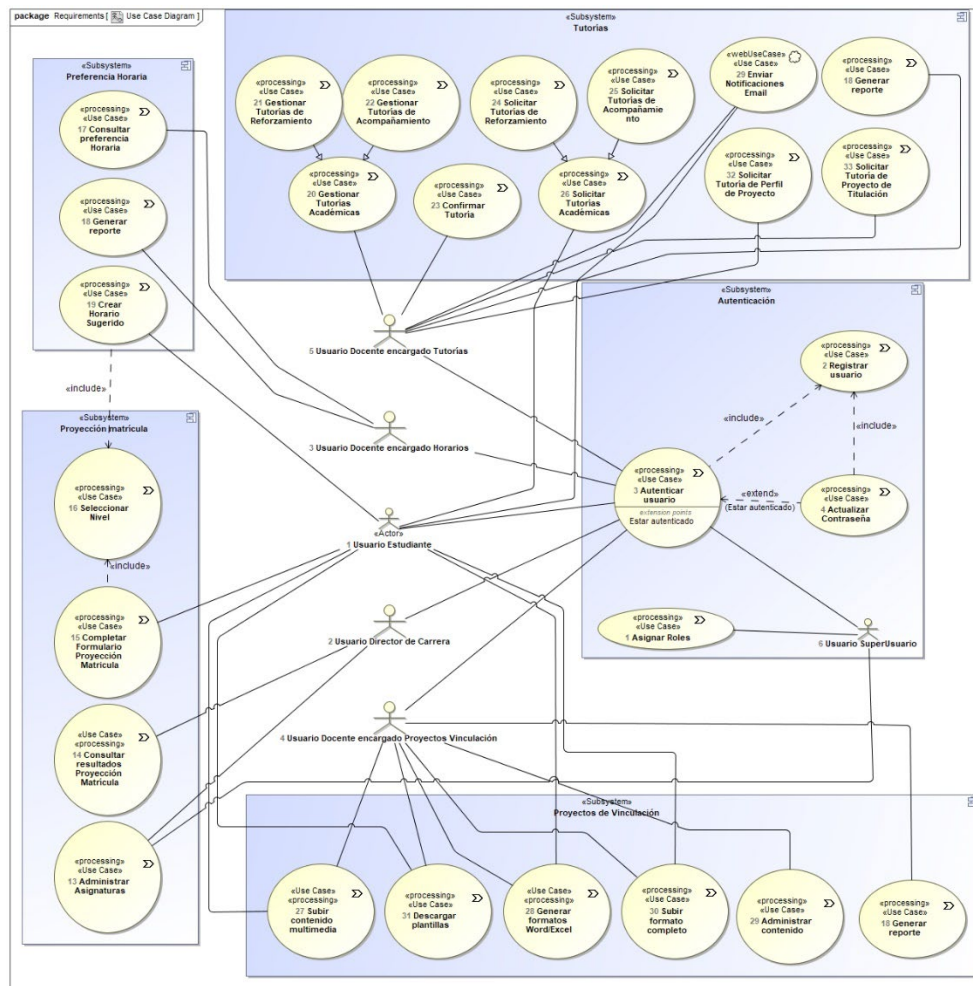 package Requirements [ Use Case Diagram ]
«Subsystem»
Tutorías
«processing»
«Use Case»
21 Gestionar
Tutorías de
Reforzamiento
«processing»
«Use Case»
22 Gestionar
Tutorías de
Acompañamiento
«processing»
«Use Case»
24 Solicitar
Tutorías de
Reforzamiento
«processing»
«Use Case»
25 Solicitar
Tutorías de
Acompañamie
nto
«webUseCase»
29 Enviar
Notificaciones
Email
«processing»
«Use Case»
18 Generar
reporte
«processing»
«Use Case»
20 Gestionar
Tutorías
Académicas
«processing»
«Use Case»
23 Confirmar
Tutoria
«processing»
«Use Case»
26 Solicitar
Tutorías
Académicas
«processing»
«Use Case»
32 Solicitar
Tutoría de Perfil
de Proyecto
«processing»
«Use Case»
33 Solicitar
Tutoría de
Proyecto de
Titulación
«Subsystem»
Preferencia Horaria
«processing»
«Use Case»
17 Consultar
preferencia
Horaria
«processing»
«Use Case»
18 Generar
reporte
«processing»
«Use Case»
19 Crear
Horario
Sugerido
«include»
«Subsystem»
Proyección matrícula
«processing»
«Use Case»
16 Seleccionar
Nivel
«include»
«processing»
«Use Case»
15 Completar
Formulario
Proyección
Matrícula
«Use Case»
«processing»
14 Consultar
resultados
Proyección
Matrícula
«processing»
«Use Case»
13 Administrar
Asignaturas
5 Usuario Docente encargado Tutorías
3 Usuario Docente encargado Horarios
«Actor»
1 Usuario Estudiante
2 Usuario Director de Carrera
4 Usuario Docente encargado Proyectos Vinculación
«Subsystem»
Autenticación
«processing»
«Use Case»
2 Registrar
usuario
«include»
«include»
«processing»
«Use Case»
3 Autenticar
usuario
extension points
Estar autenticado
«extend»
(Estar autenticado)
«processing»
«Use Case»
4 Actualizar
Contraseña
«processing»
«Use Case»
1 Asignar Roles
6 Usuario SuperUsuario
«Subsystem»
Proyectos de Vinculación
«Use Case»
«processing»
27 Subir
contenido
multimedia
«processing»
«Use Case»
31 Descargar
plantillas
«Use Case»
«processing»
28 Generar
formatos
Word/Excel
«processing»
«Use Case»
30 Subir
formato
completo
«processing»
«Use Case»
29 Administrar
contenido
«processing»
«Use Case»
18 Generar
reporte